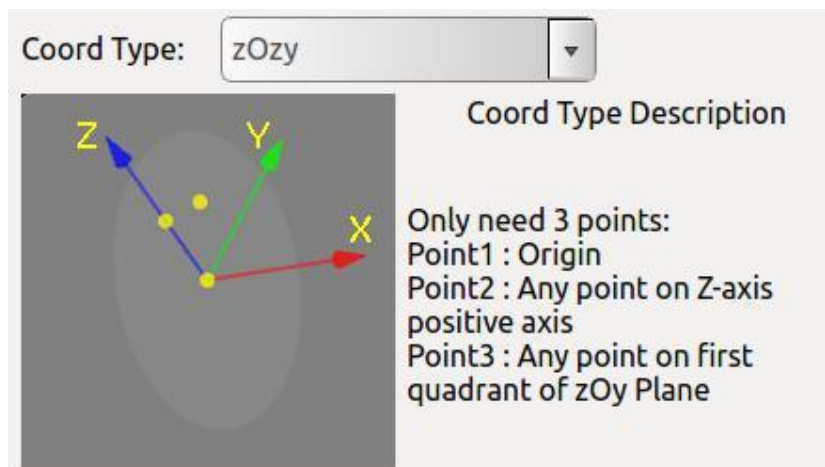 Coord Type: zOzy
Coord Type Description
Z Y
X
Only need 3 points:
Point1 : Origin
Point2 : Any point on Z-axis
positive axis
Point3 : Any point on first
quadrant of zOy Plane